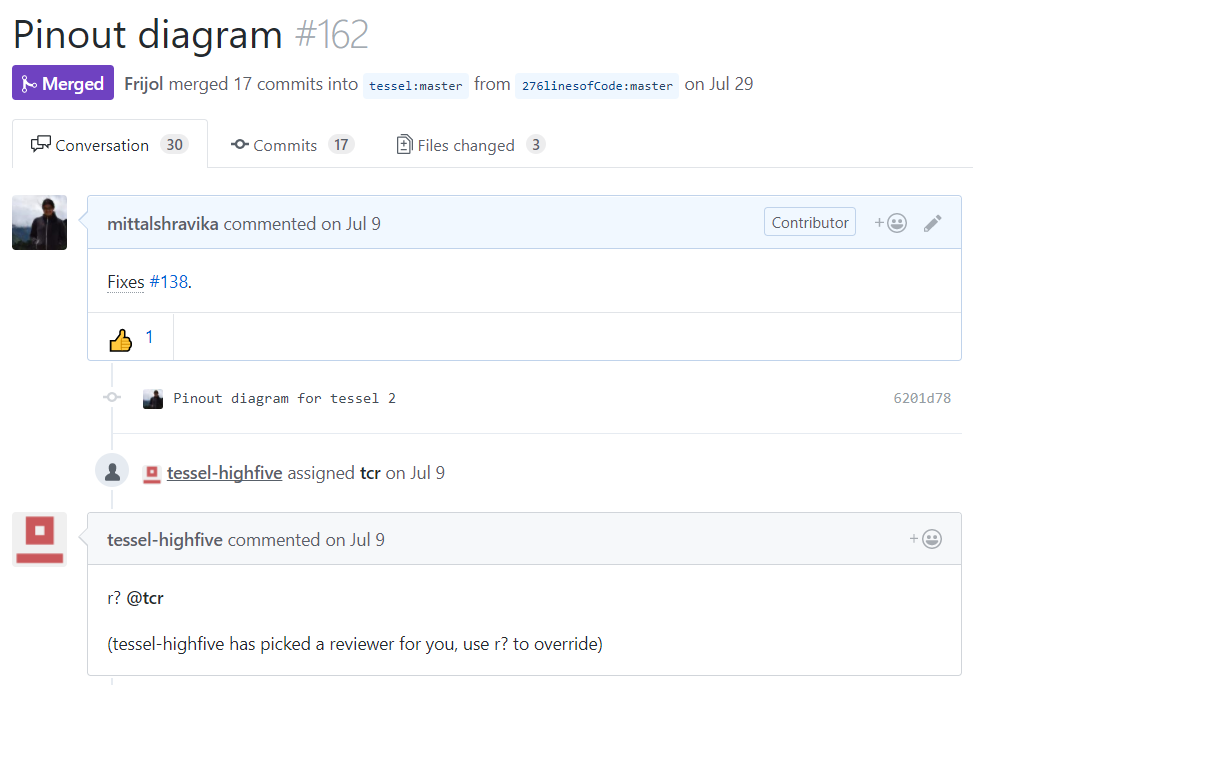 Pinout diagram #162
Merged Frijol merged 17 commits into tessel:master from 276linesofCode:master on Jul 29
Conversation 30 Commits 17 Files changed 3
mittalshravika commented on Jul 9 Contributor +
Fixes #138.
1
Pinout diagram for tessel 2 6201d78
tessel-highfive assigned tcr on Jul 9
tessel-highfive commented on Jul 9 +
r? @tcr
(tessel-highfive has picked a reviewer for you, use r? to override)